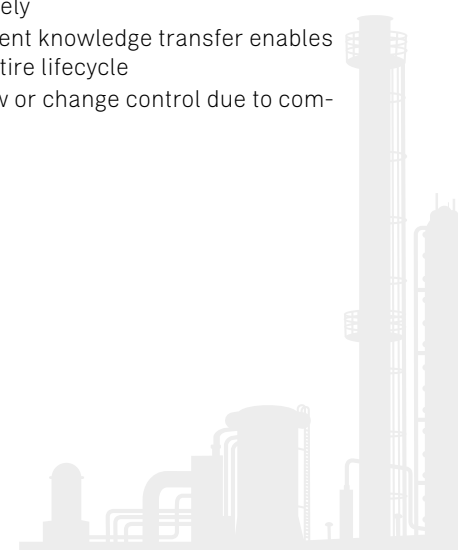 ely
ent knowledge transfer enables
tire lifecycle
w or change control due to com-